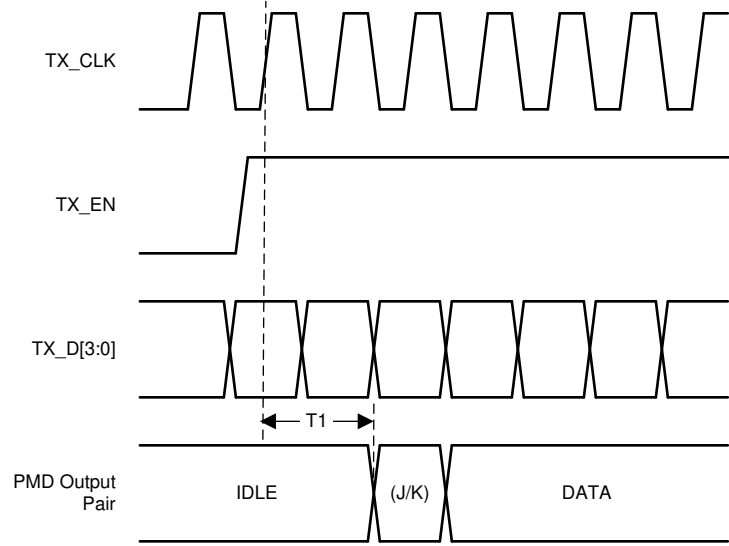 TX_CLK
TX_EN
TX_D[3:0]
T1
PMD Output
Pair
IDLE
(J/K)
DATA